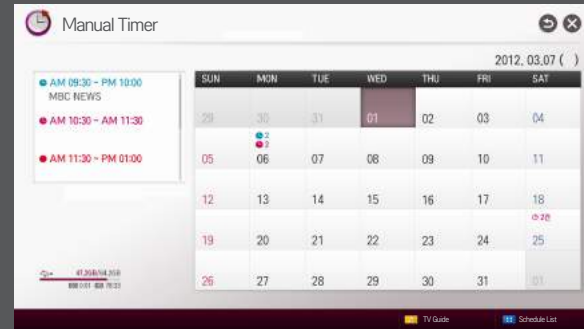 Manual Timer
2012. 03.07 ( )
AM 09:30 ~ PM 10:00
MBC NEWS
AM 10:30 ~ AM 11:30
AM 11:30 ~ PM 01:00
SUN MON TUE WED THU FRI SAT
29 30 31 01 02 03 04
2
2
05 06 07 08 09 10 11
12 13 14 15 16 17 18
19 20 21 22 23 24 25
26 27 28 29 30 31 01
TV Guide Schedule List